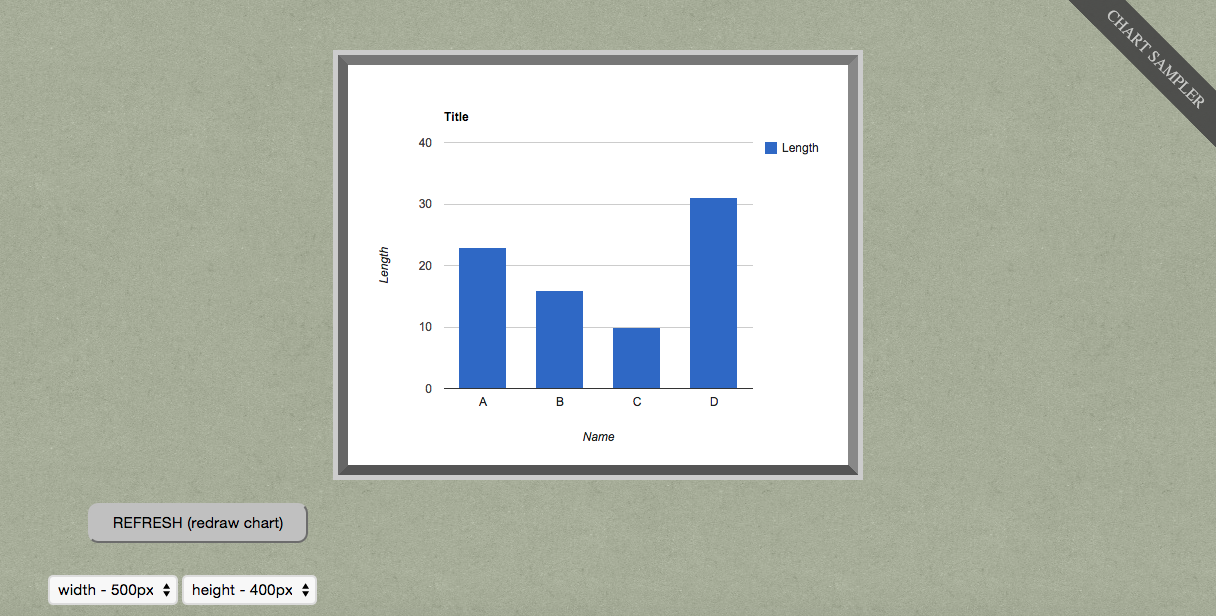 CHART SAMPLER
Title
40
30
20
10
0
Length
Length
A B C D
Name
REFRESH (redraw chart)
width - 500px height - 400px